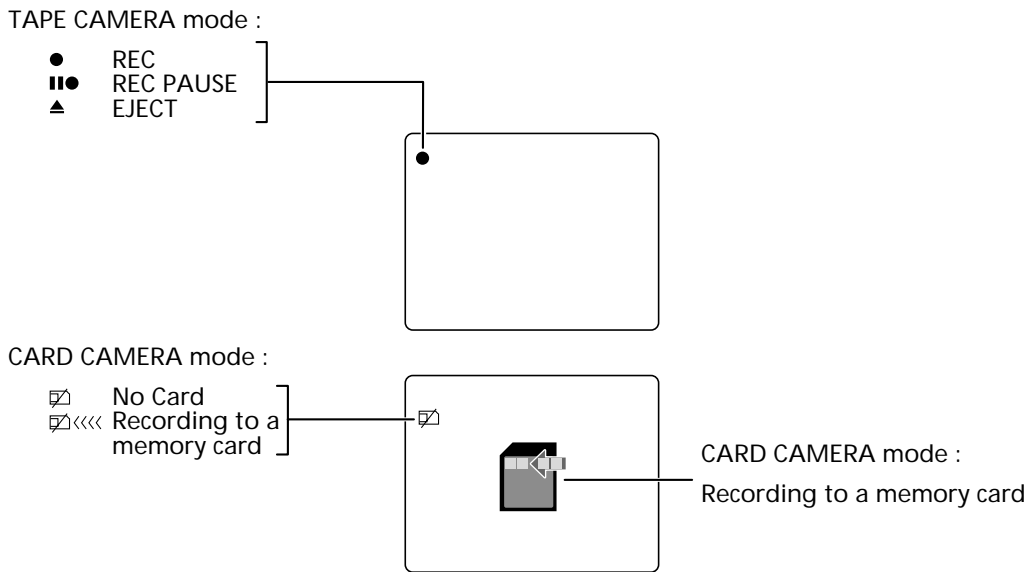 TAPE CAMERA mode :
REC
REC PAUSE
EJECT
CARD CAMERA mode :
No Card
Recording to a
memory card
CARD CAMERA mode :
Recording to a memory card